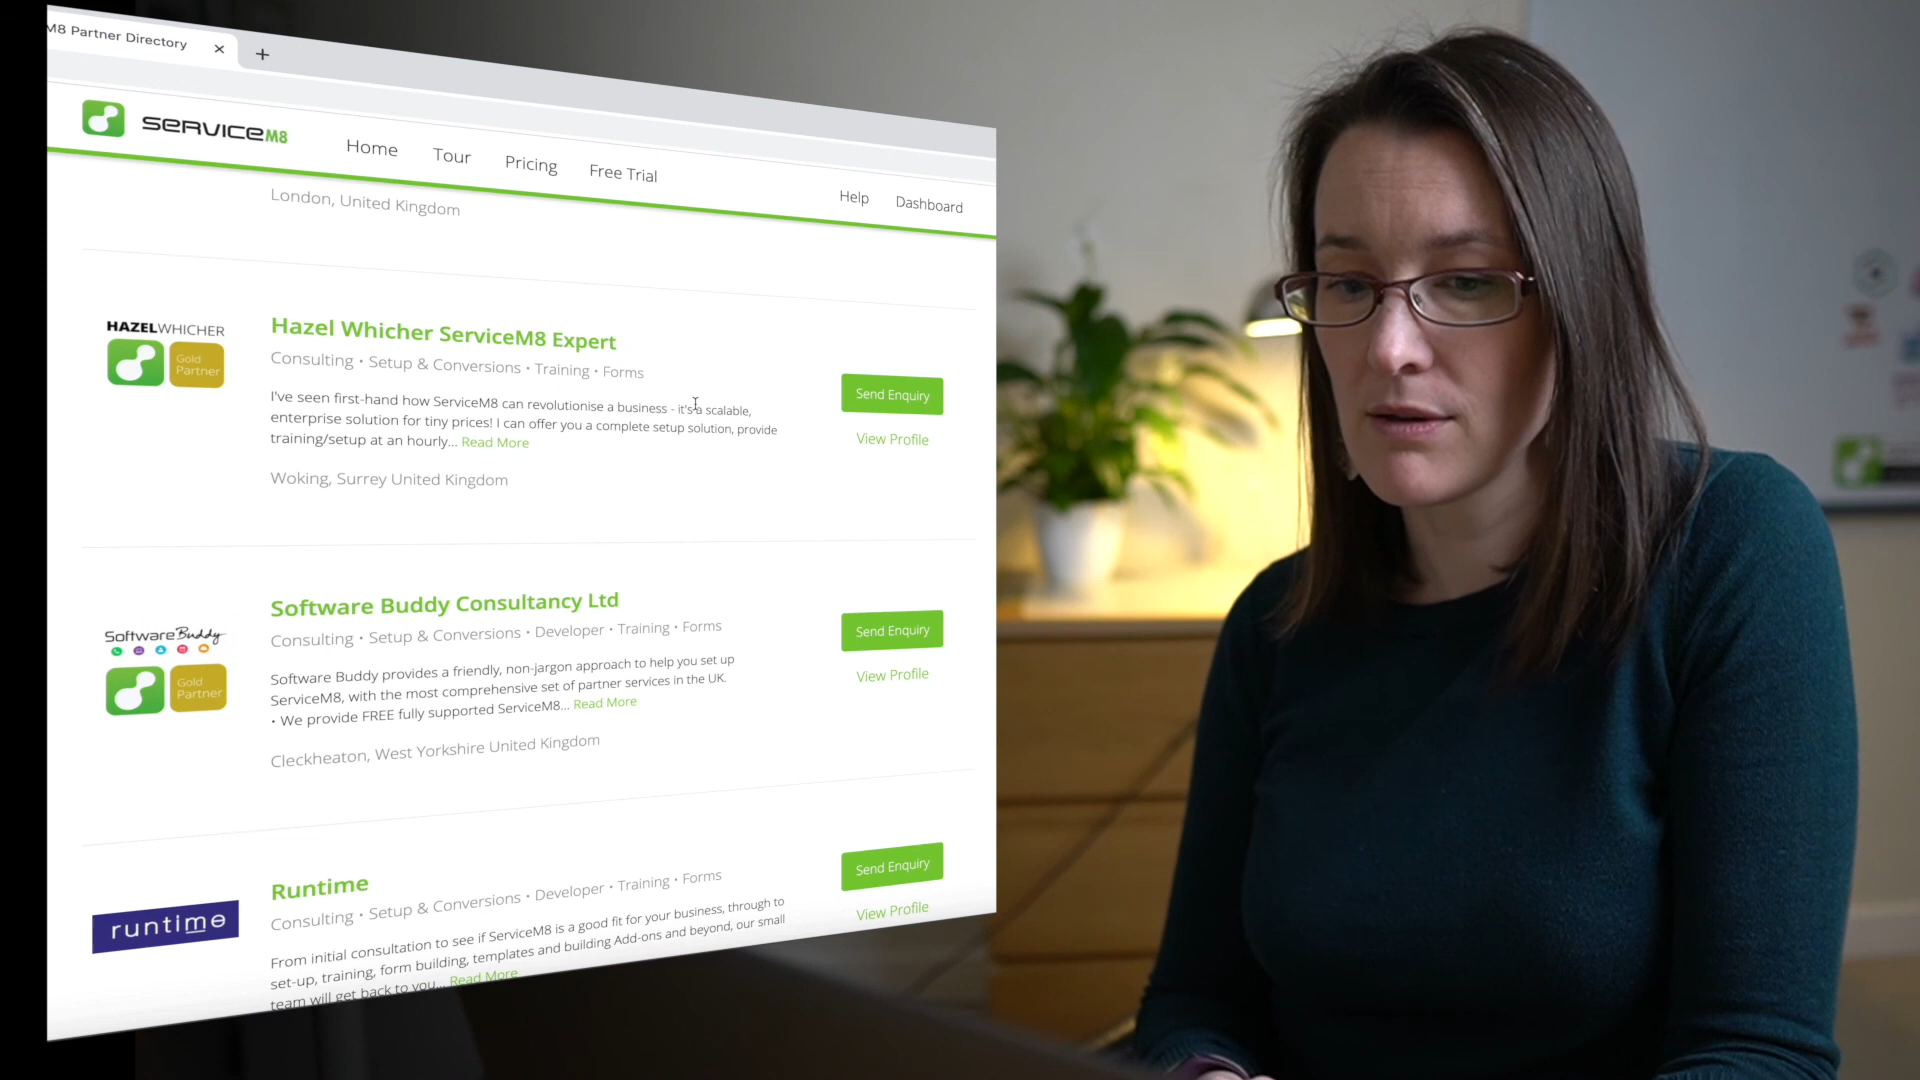 M8 Partner Directory
SERVICEM8
Home
Tour
Pricing
Free Trial
Help
Dashboard
London, United Kingdom
HAZELWHICHER
Gold
Partner
Hazel Whicher ServiceM8 Expert
Consulting • Setup & Conversions • Training • Forms
I've seen first-hand how ServiceM8 can revolutionise a business - it's a scalable,
enterprise solution for tiny prices! I can offer you a complete setup solution, provide
training/setup at an hourly... Read More
Woking, Surrey United Kingdom
Send Enquiry
View Profile
Software Buddy
Gold
Partner
Software Buddy Consultancy Ltd
Consulting • Setup & Conversions • Developer • Training • Forms
Software Buddy provides a friendly, non-jargon approach to help you set up
ServiceM8, with the most comprehensive set of partner services in the UK.
• We provide FREE fully supported ServiceM8... Read More
Cleckheaton, West Yorkshire United Kingdom
Send Enquiry
View Profile
runtime
Runtime
Consulting • Setup & Conversions • Developer • Training • Forms
From initial consultation to see if ServiceM8 is a good fit for your business, through to
set-up, training, form building, templates and building Add-ons and beyond, our small
team will get back to you... Read More
Send Enquiry
View Profile